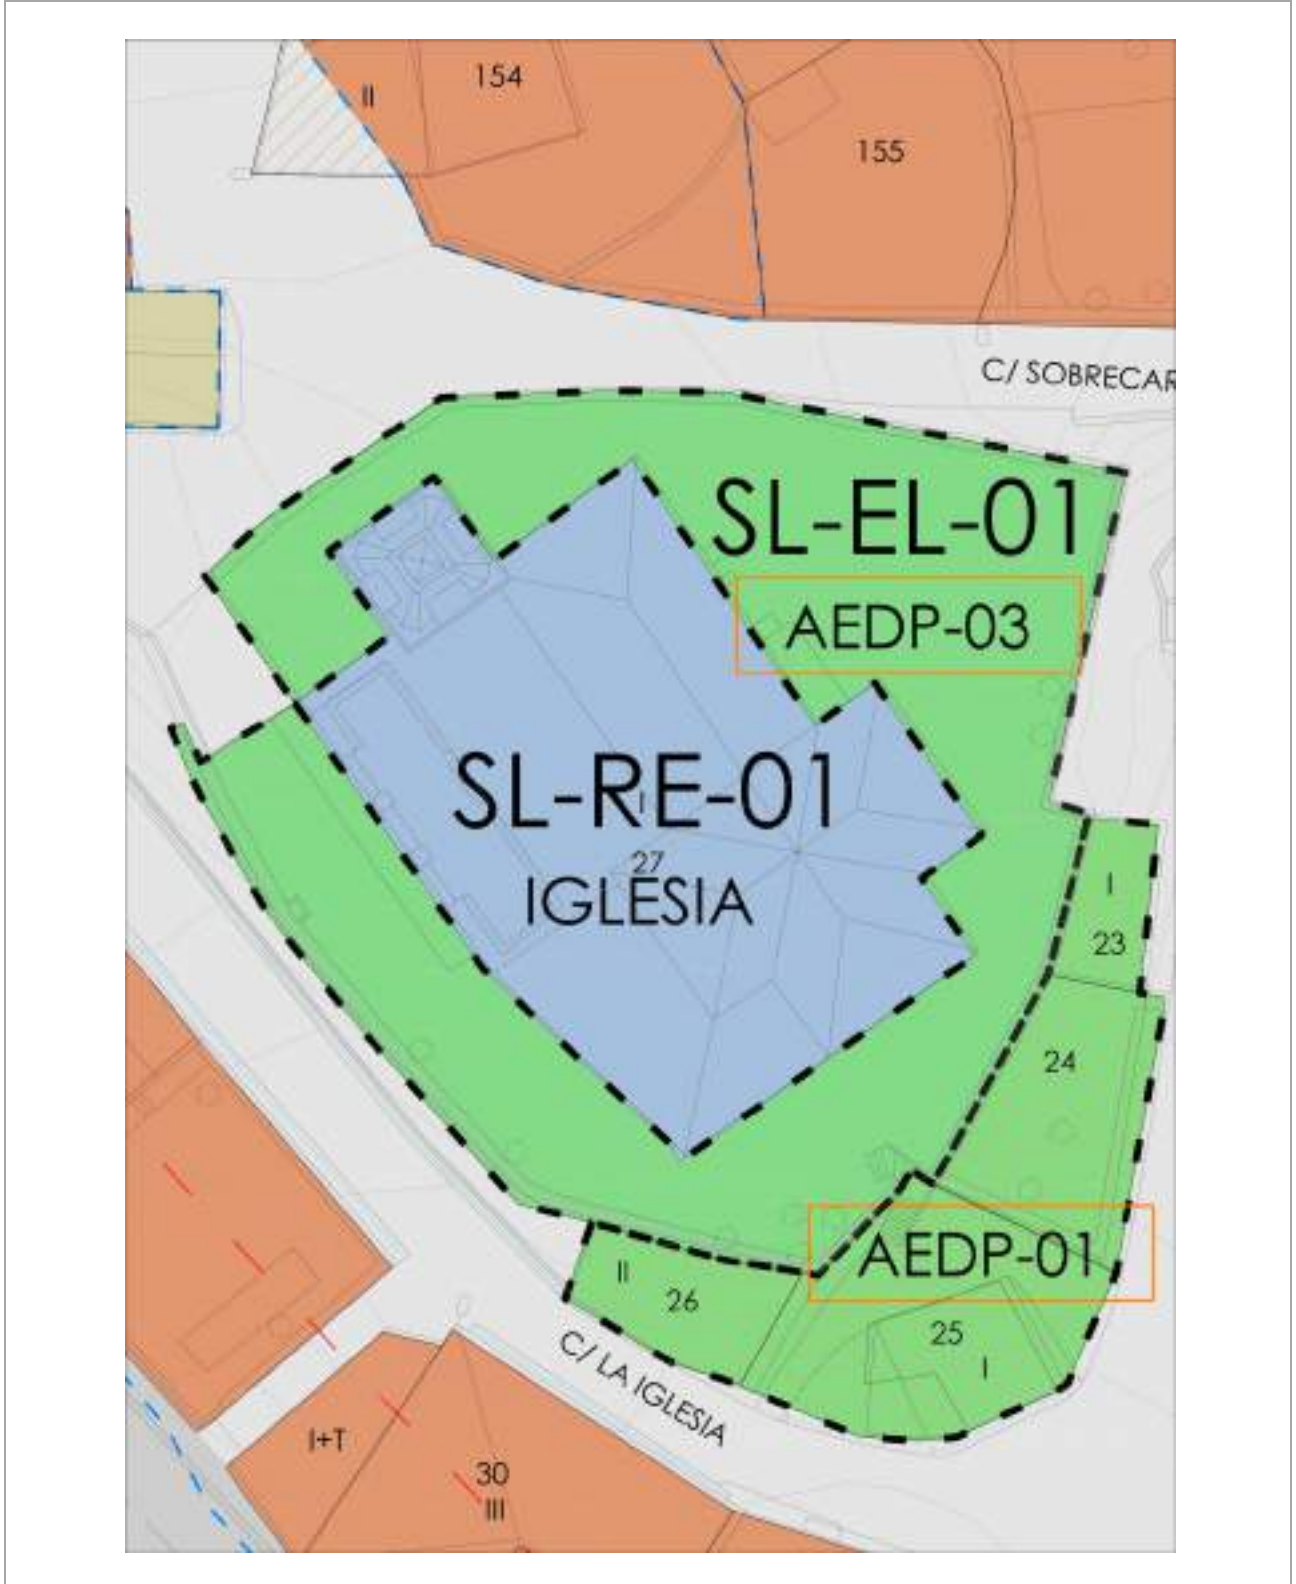 154
II
155
C/ SOBRECAR
SL-EL-01
AEDP-03
SL-RE-01
I
27
IGLESIA
I
23
24
AEDP-01
II
26
25
I
C/ LA IGLESIA
I+T
30
III